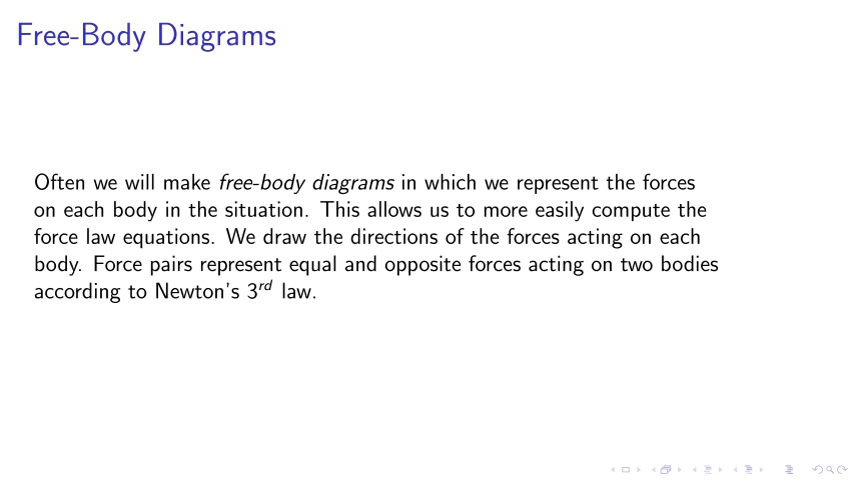 Free-Body Diagrams
Often we will make free-body diagrams in which we represent the forces
on each body in the situation. This allows us to more easily compute the
force law equations. We draw the directions of the forces acting on each
body. Force pairs represent equal and opposite forces acting on two bodies
according to Newton's 3rd law.